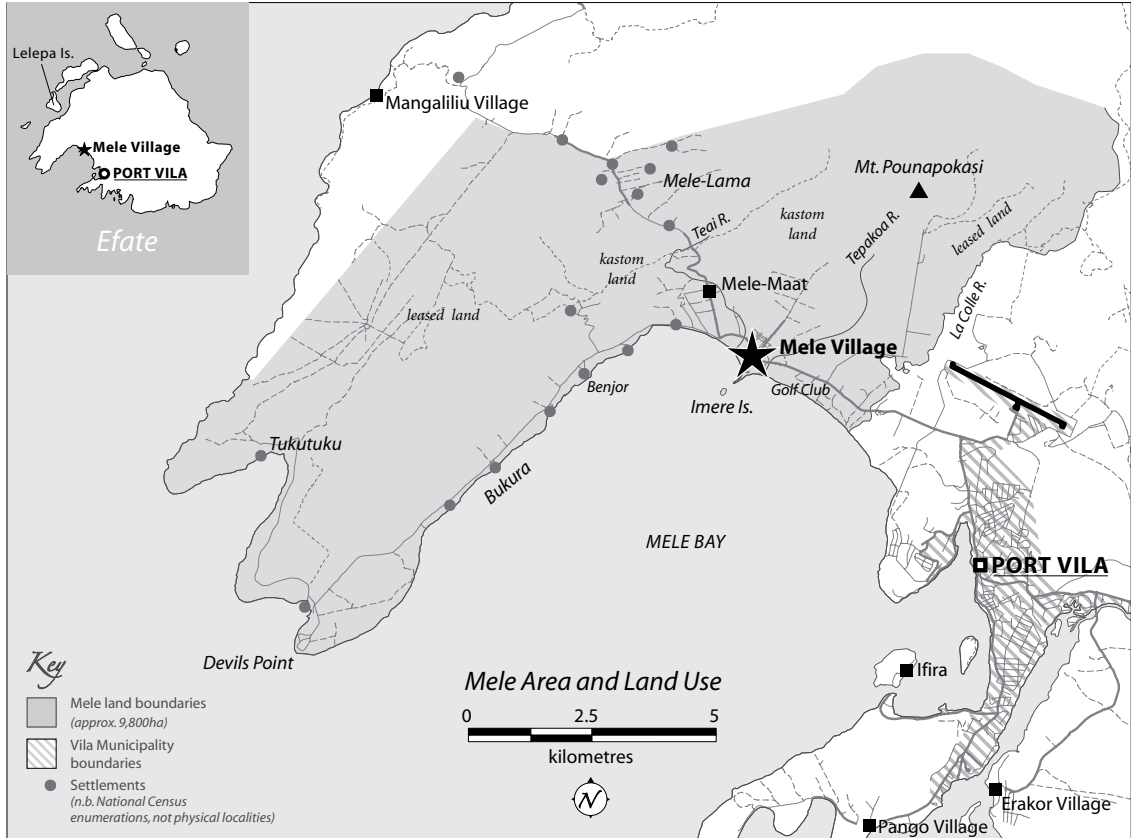 Lelepa Is.
Mele Village
PORT VILA
Efate
Mangaliliu Village
Mele-Lama
Mt. Pounapokasi
Teai R.
kastom
land
Tepakoa R.
leased land
kastom
land
Mele-Maat
La Colle R.
leased land
Mele Village
Benjor
Imere Is.
Golf Club
Tukutuku
Bukura
MELE BAY
PORT VILA
Devils Point
Ifira
Key
Mele land boundaries
(approx. 9,800ha)
Vila Municipality
boundaries
Settlements
(n.b. National Census
enumerations, not physical localities)
Mele Area and Land Use
0 2.5 5
kilometres
N
Erakor Village
Pango Village